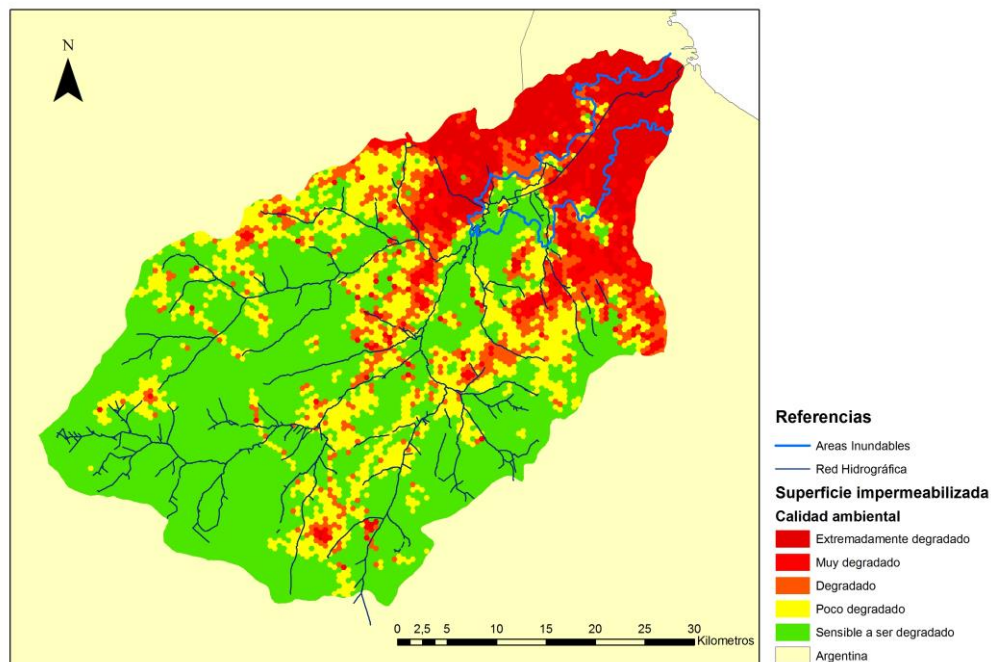 N
Referencias
Areas Inundables
Red Hidrográfica
Superficie impermeabilizada
Calidad ambiental
Extremadamente degradado
Muy degradado
Degradado
Poco degradado
Sensible a ser degradado
Argentina
0 2,5 5 10 15 20 25 30
Kilometros